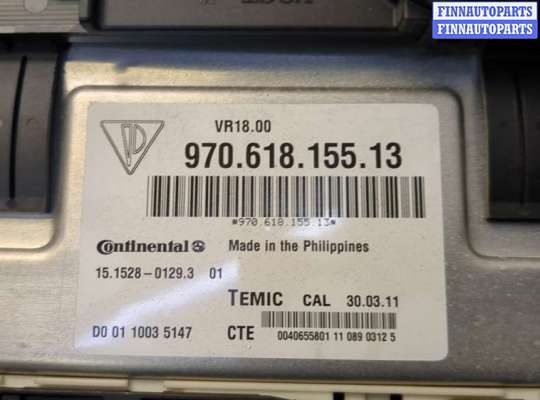 FINNAUTOPARTS
FINNAUTOPARTS
VR18.00
970.618.155.13
*970.618.155.13*
Continental
Made in the Philippines
15.1528-0129.3 01
TEMIC CAL 30.03.11
D0 01 1003 5147 CTE 0040655801 11 089 0312 5